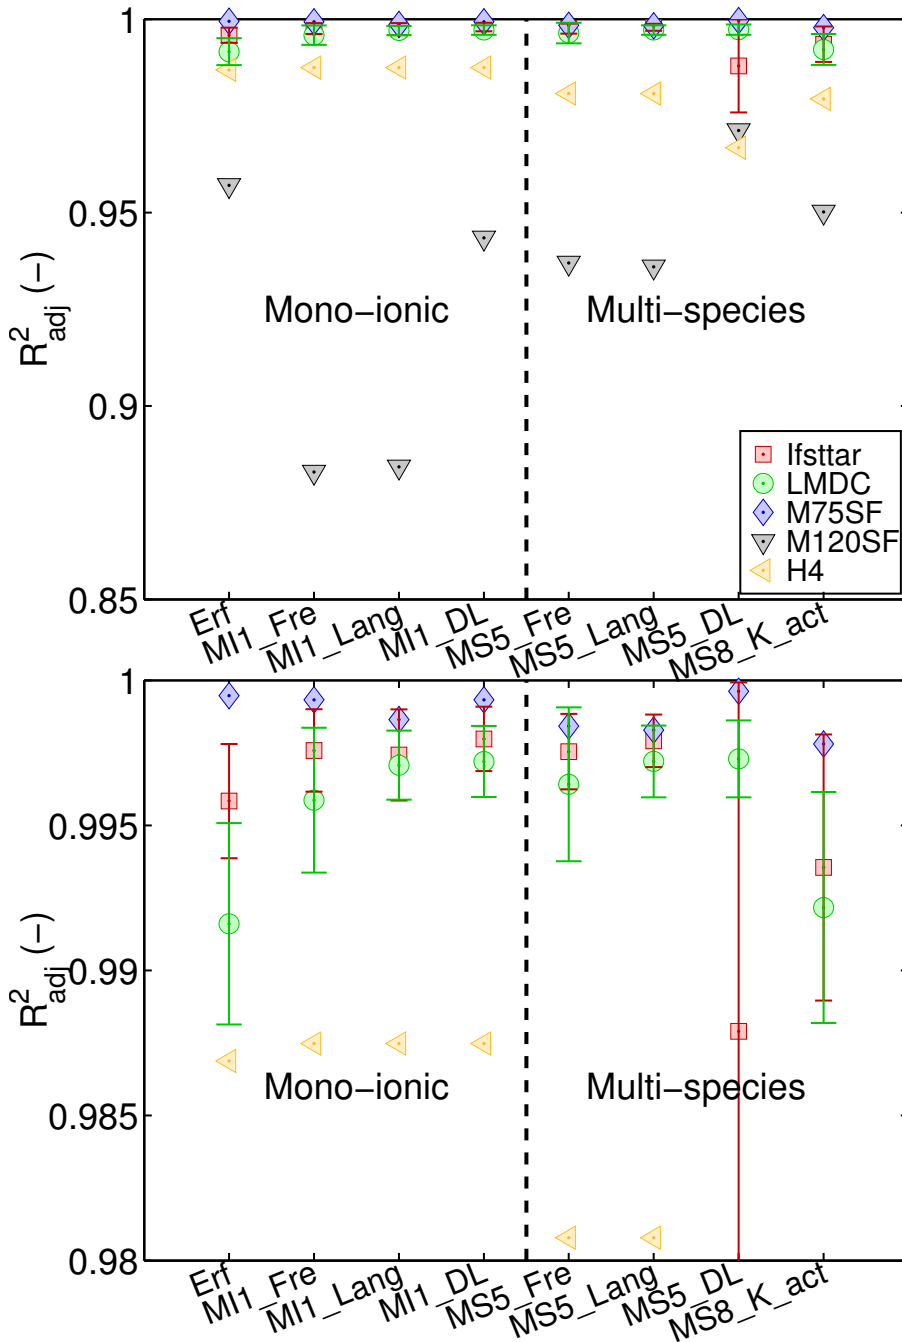 1
0.95
0.9
0.85
R²adj (−)
Mono−ionic
Multi−species
Ifsttar
LMDC
M75SF
M120SF
H4
Erf
MI1_Fre
MI1_Lang
MI1_DL
MS5_Fre
MS5_Lang
MS5_DL
MS8_K_act
1
0.995
0.99
0.985
0.98
R²adj (−)
Mono−ionic
Multi−species
Erf
MI1_Fre
MI1_Lang
MI1_DL
MS5_Fre
MS5_Lang
MS5_DL
MS8_K_act